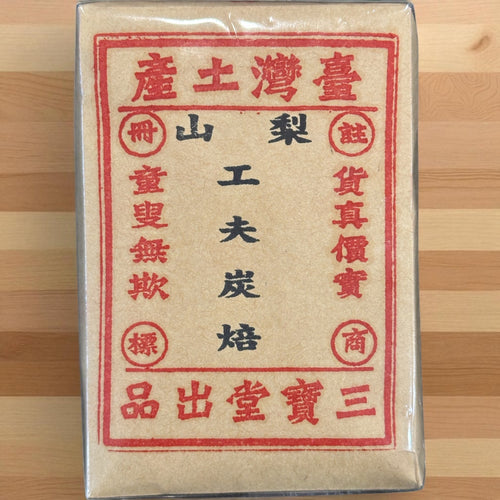 臺灣土產
註冊
梨山
工夫炭焙
貨真價實
童叟無欺
商標
三寶堂出品